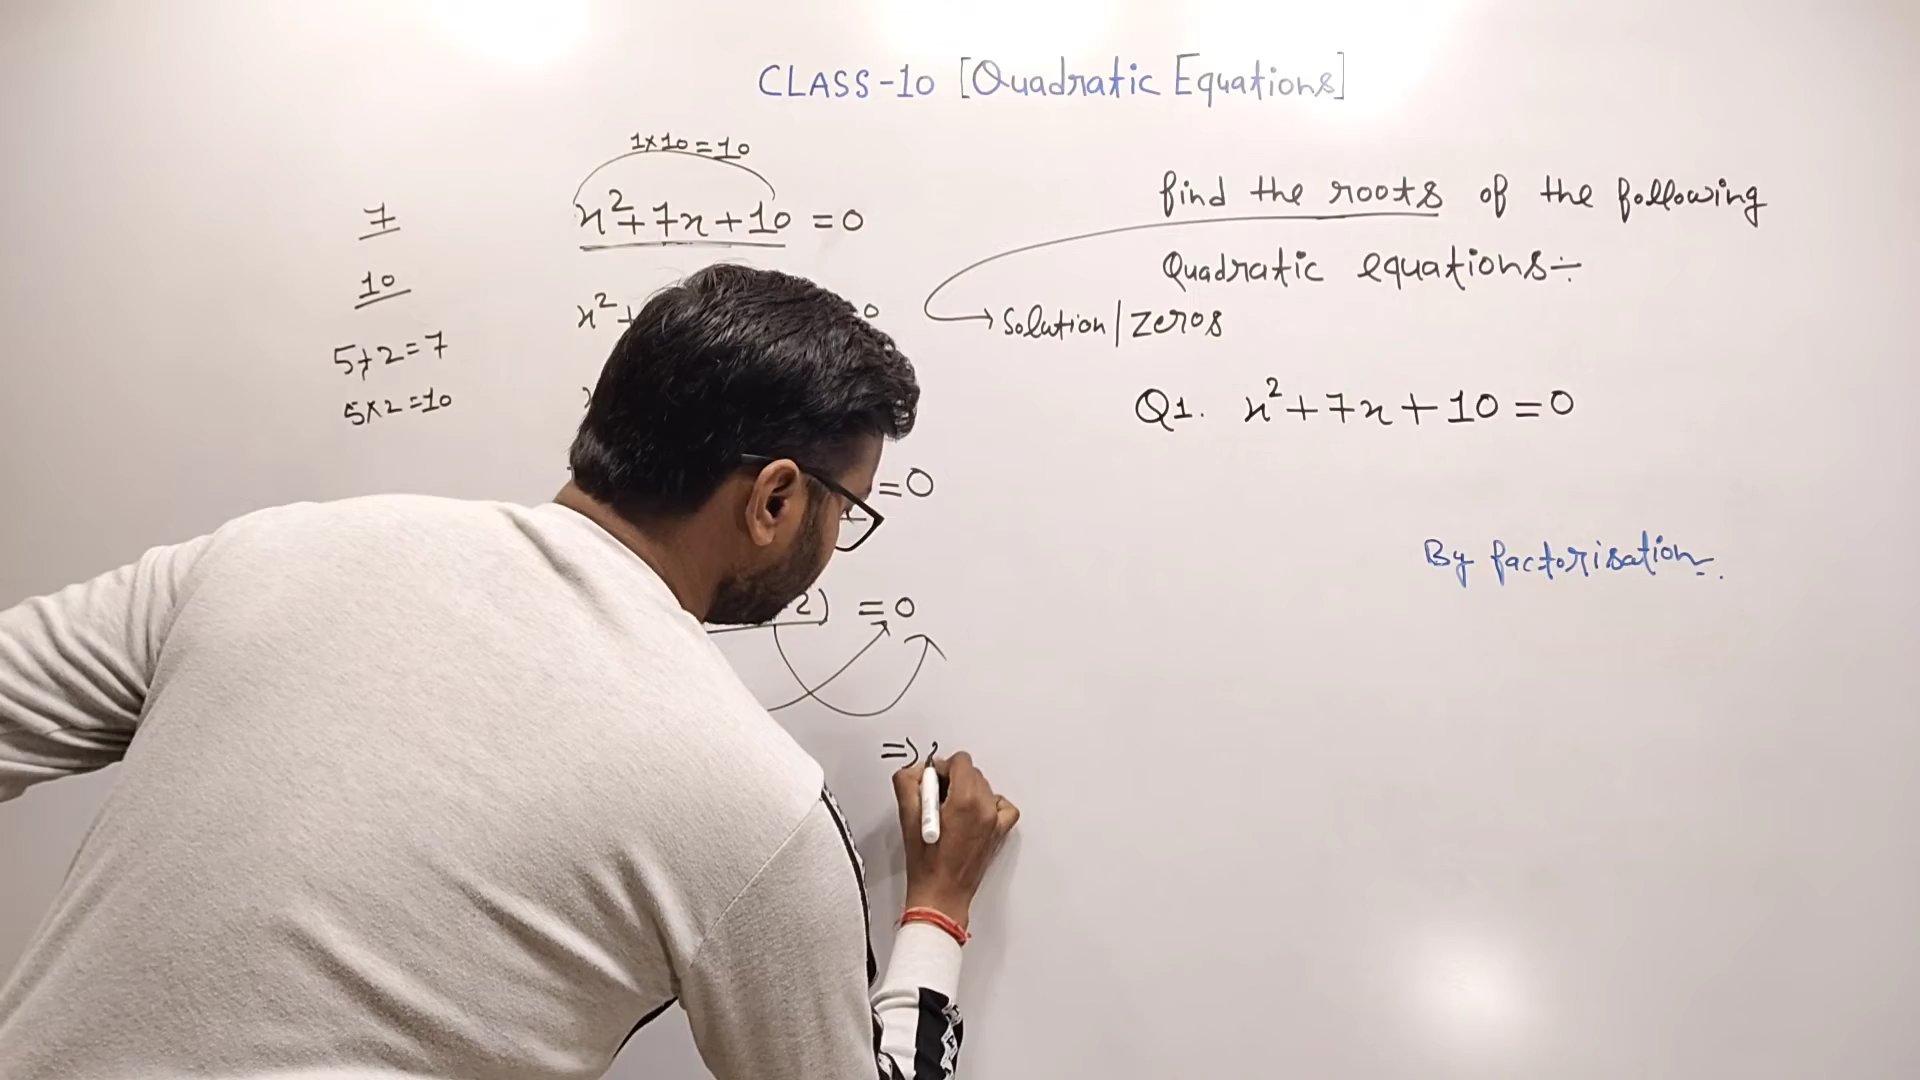 CLASS-10 [Quadratic Equations]
1×10=10
7
x²+7x+10 =0
10
x²+
0
5+2=7
5×2=10
=0
2) =0
=>
find the roots of the following
Quadratic equations÷
→ Solution/Zeros
Q1. x²+7x+10=0
By factorisation.